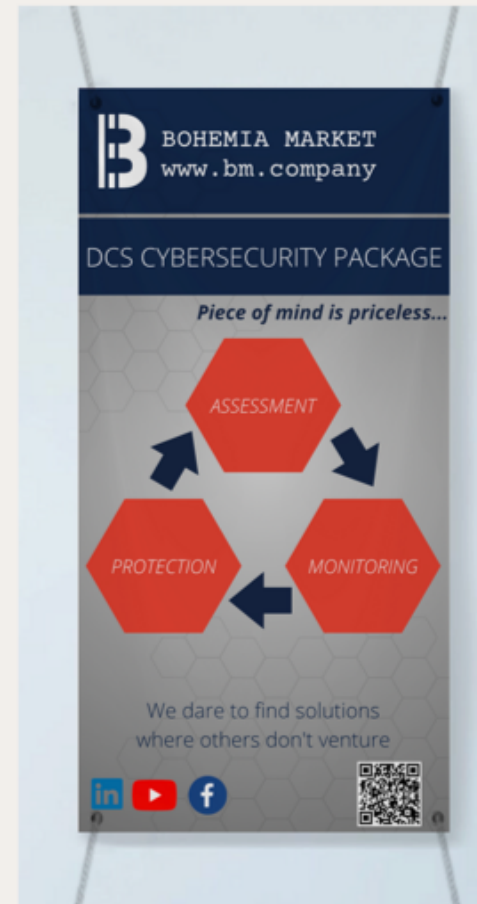 BOHEMIA MARKET
www.bm.company
DCS CYBERSECURITY PACKAGE
Piece of mind is priceless...
ASSESSMENT
PROTECTION
MONITORING
We dare to find solutions
where others don't venture